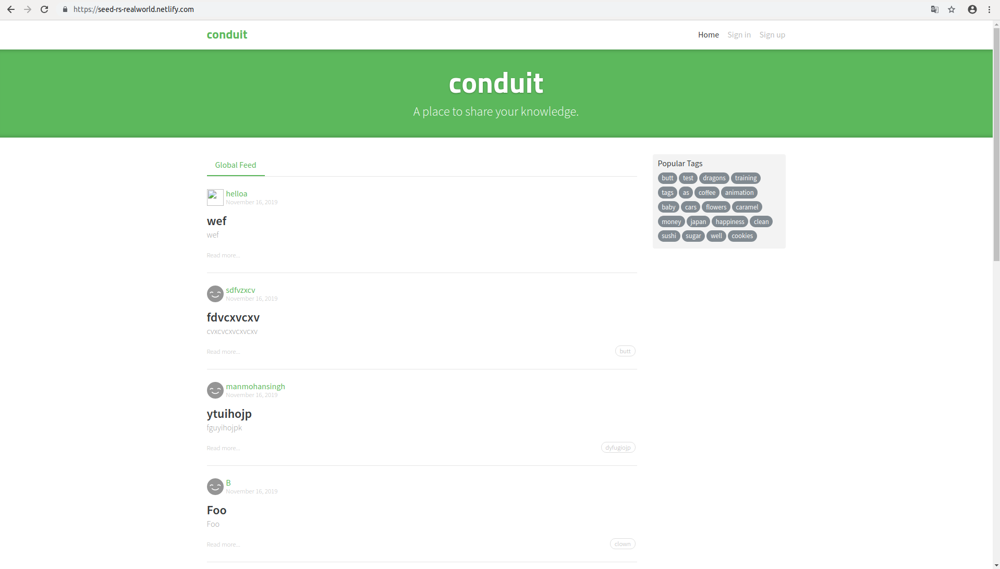 https://seed-rs-realworld.netlify.com
conduit
Home Sign in Sign up
conduit
A place to share your knowledge.
Global Feed
helloa
November 16, 2019
wef
wef
Read more...
sdfvzxcv
November 16, 2019
fdvcxvcxv
cvxcvcxvcxvcxv
Read more...
butt
manmohansingh
November 16, 2019
ytuihojp
fguyihojpk
Read more...
dyfugiojp
B
November 16, 2019
Foo
Foo
Read more...
clown
Popular Tags
butt test dragons training
tags as coffee animation
baby cars flowers caramel
money japan happiness clean
sushi sugar well cookies